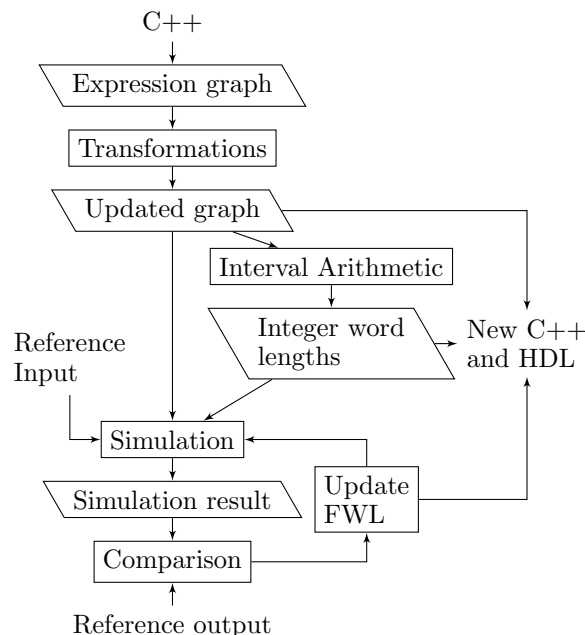 C++
Expression graph
Transformations
Updated graph
Interval Arithmetic
Integer word
lengths
New C++
and HDL
Reference
Input
Simulation
Simulation result
Update
FWL
Comparison
Reference output